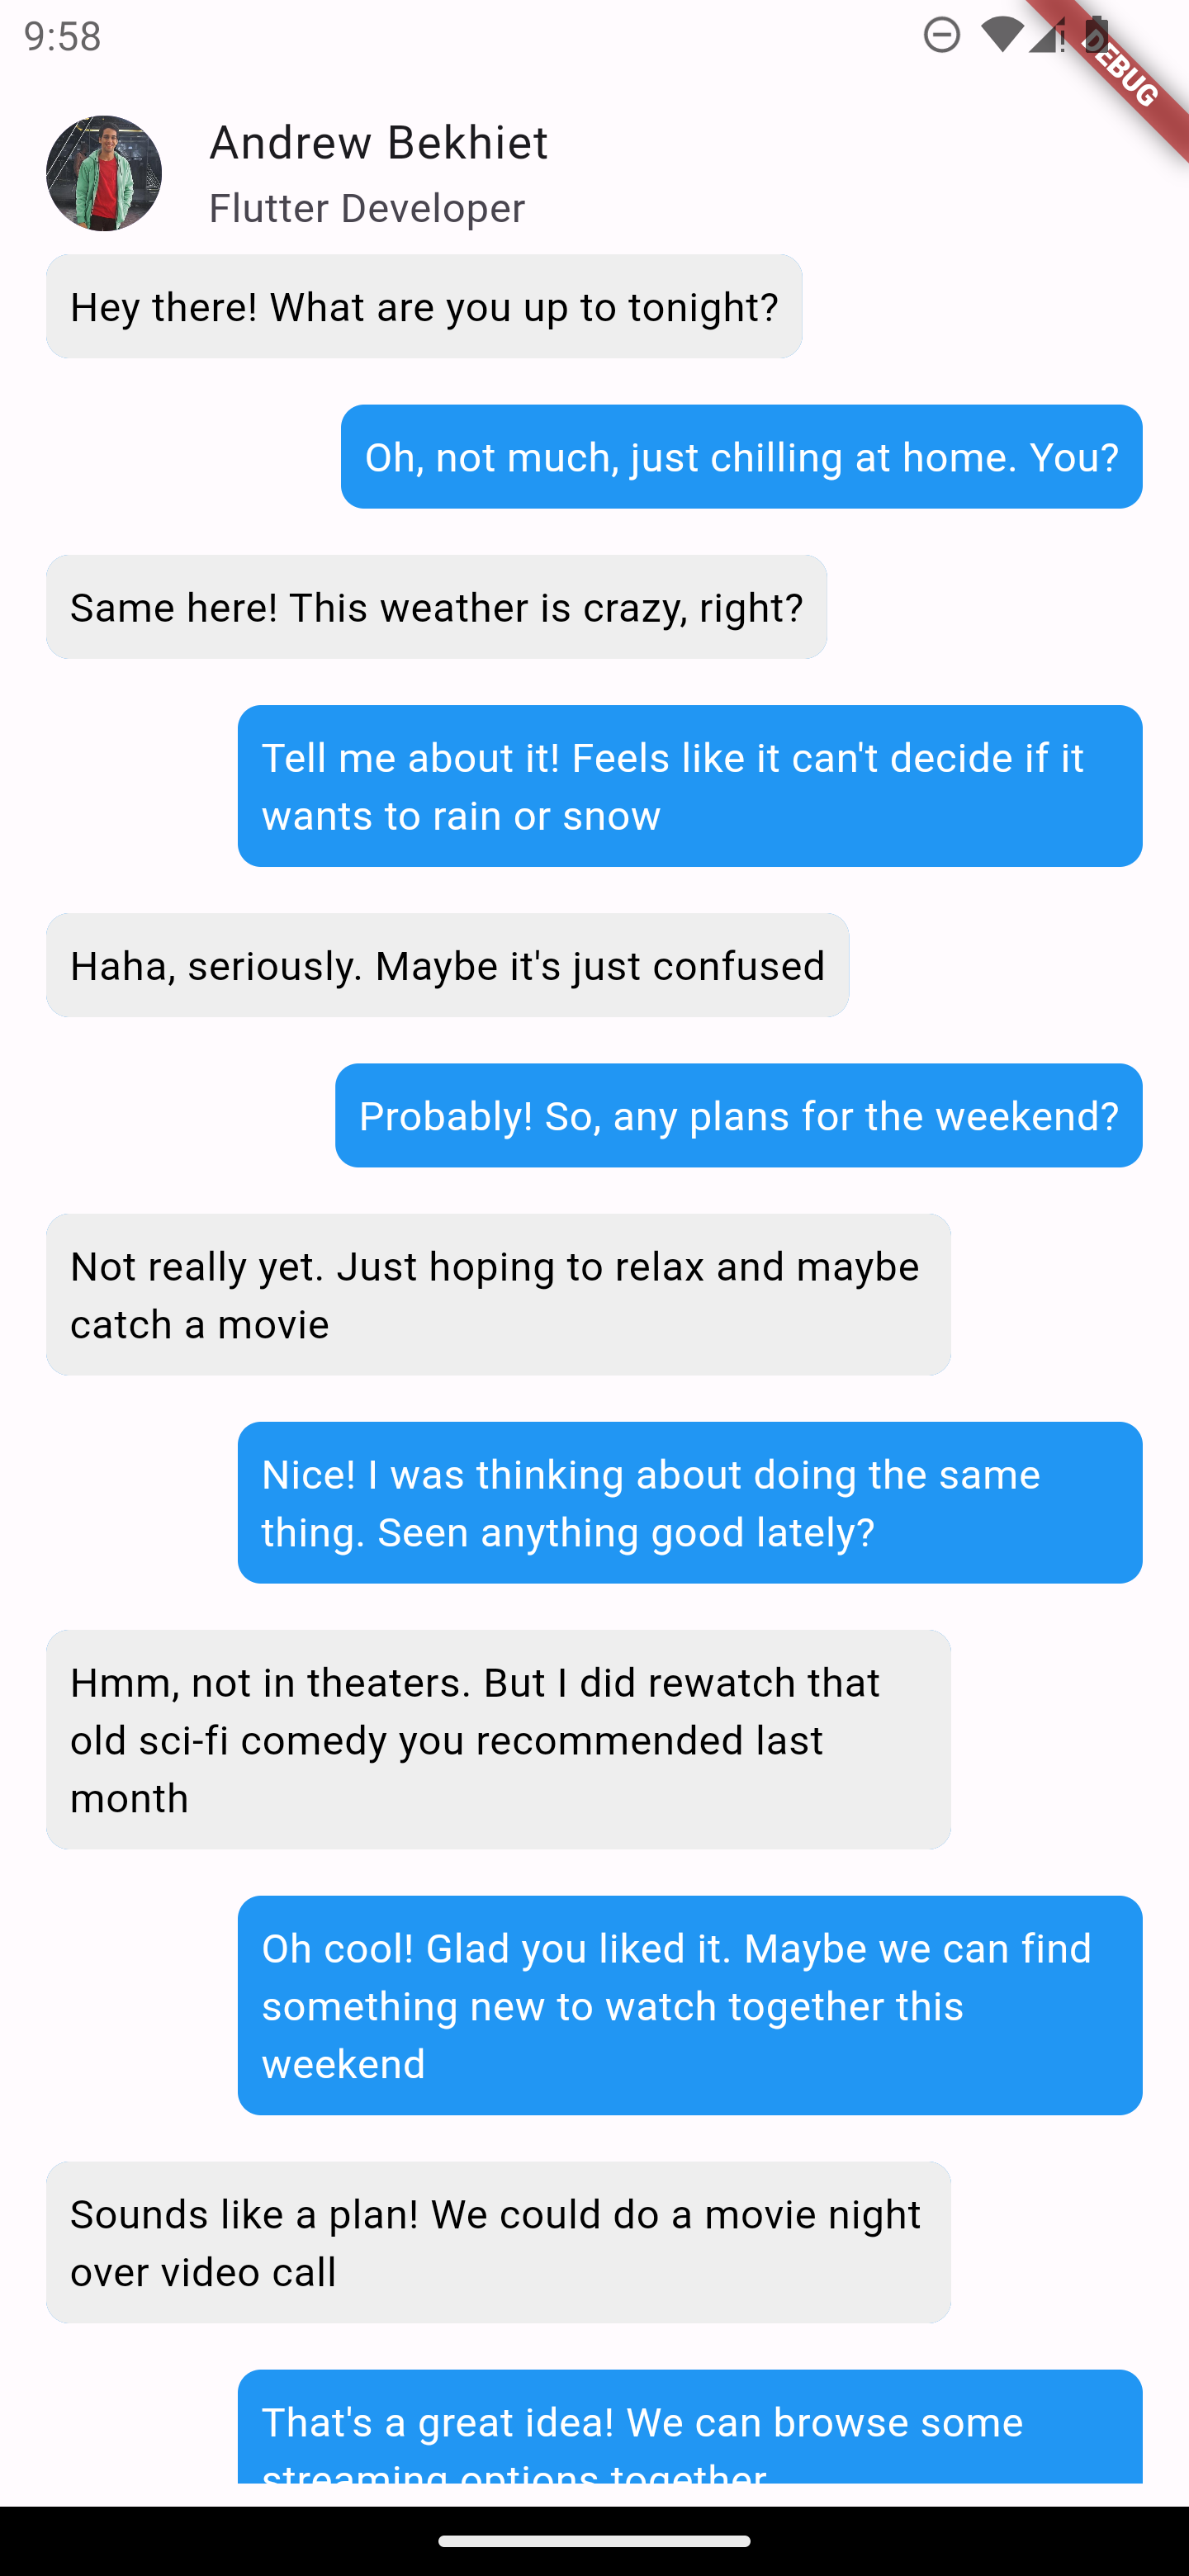 9:58
DEBUG
Andrew Bekhiet
Flutter Developer
Hey there! What are you up to tonight?
Oh, not much, just chilling at home. You?
Same here! This weather is crazy, right?
Tell me about it! Feels like it can't decide if it
wants to rain or snow
Haha, seriously. Maybe it's just confused
Probably! So, any plans for the weekend?
Not really yet. Just hoping to relax and maybe
catch a movie
Nice! I was thinking about doing the same
thing. Seen anything good lately?
Hmm, not in theaters. But I did rewatch that
old sci-fi comedy you recommended last
month
Oh cool! Glad you liked it. Maybe we can find
something new to watch together this
weekend
Sounds like a plan! We could do a movie night
over video call
That's a great idea! We can browse some
streaming options together